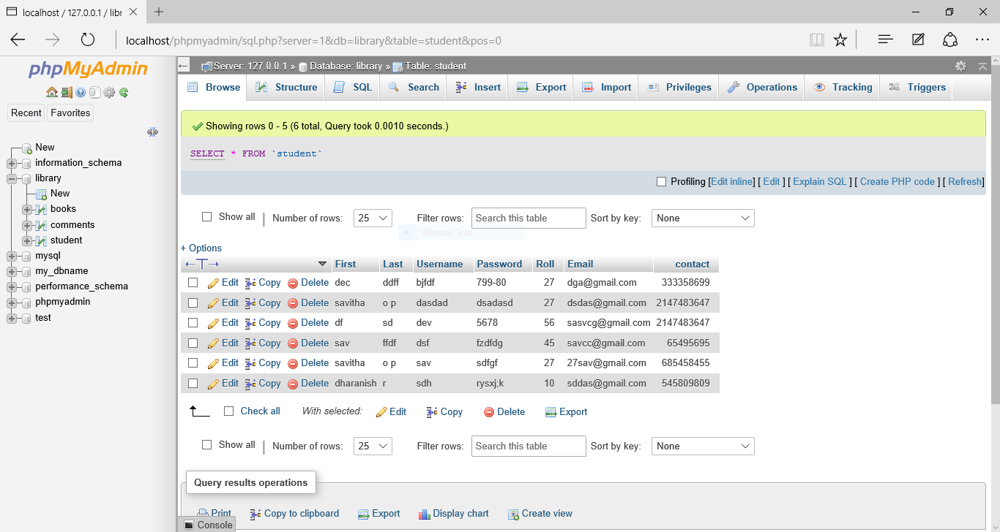 localhost / 127.0.0.1 / libr
localhost/phpmyadmin/sql.php?server=1&db=library&table=student&pos=0
phpMyAdmin
Recent Favorites
New
information_schema
library
New
books
comments
student
mysql
my_dbname
performance_schema
phpmyadmin
test
Server: 127.0.0.1 » Database: library » Table: student
Browse Structure SQL Search Insert Export Import Privileges Operations Tracking Triggers
Showing rows 0 - 5 (6 total, Query took 0.0010 seconds.)
SELECT * FROM `student`
Profiling [Edit inline] [ Edit ] [ Explain SQL ] [ Create PHP code ] [ Refresh]
Show all | Number of rows: 25 Filter rows: Search this table Sort by key: None
Window Snip
+ Options
←T→ First Last Username Password Roll Email contact
Edit Copy Delete dec ddff bjfdf 799-80 27 dga@gmail.com 333358699
Edit Copy Delete savitha o p dasdad dsadasd 27 dsdas@gmail.com 2147483647
Edit Copy Delete df sd dev 5678 56 sasvcg@gmail.com 2147483647
Edit Copy Delete sav ffdf dsf fzdfdg 45 savcc@gmail.com 65495695
Edit Copy Delete savitha o p sav sdfgf 27 27sav@gmail.com 685458455
Edit Copy Delete dharanish r sdh rysxj;k 10 sddas@gmail.com 545809809
Check all With selected: Edit Copy Delete Export
Show all | Number of rows: 25 Filter rows: Search this table Sort by key: None
Query results operations
Print Copy to clipboard Export Display chart Create view
Console